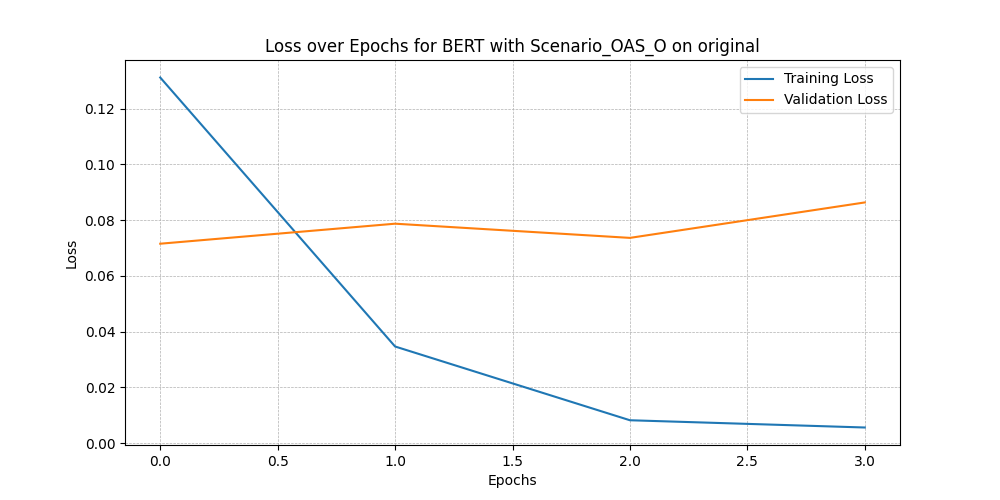 Loss over Epochs for BERT with Scenario_OAS_O on original
Training Loss
Validation Loss
Loss
0.12
0.10
0.08
0.06
0.04
0.02
0.00
0.0 0.5 1.0 1.5 2.0 2.5 3.0
Epochs